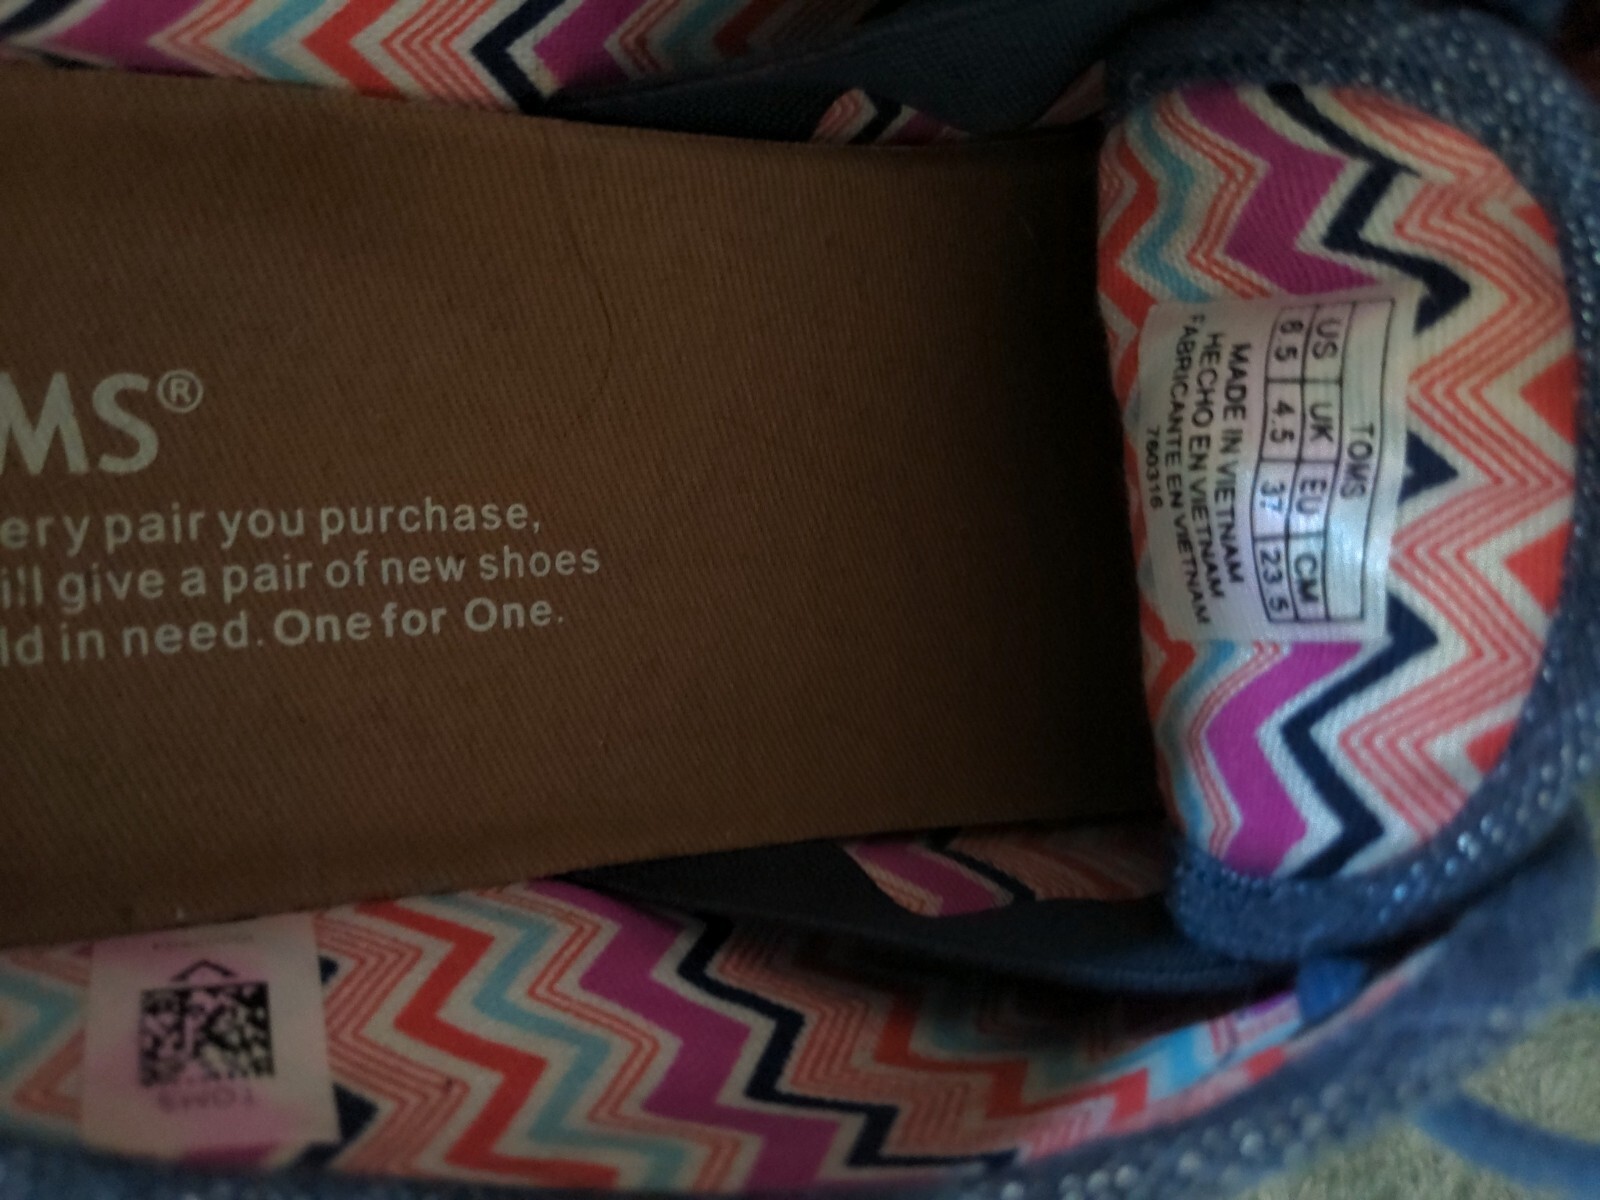 MS®
ery pair you purchase,
ill give a pair of new shoes
ld in need. One for One.
TOMS
US UK EU CM
6.5 4.5 37 23.5
MADE IN VIETNAM
HECHO EN VIETNAM
FABRICANTE EN VIETNAM
760316
TOMS